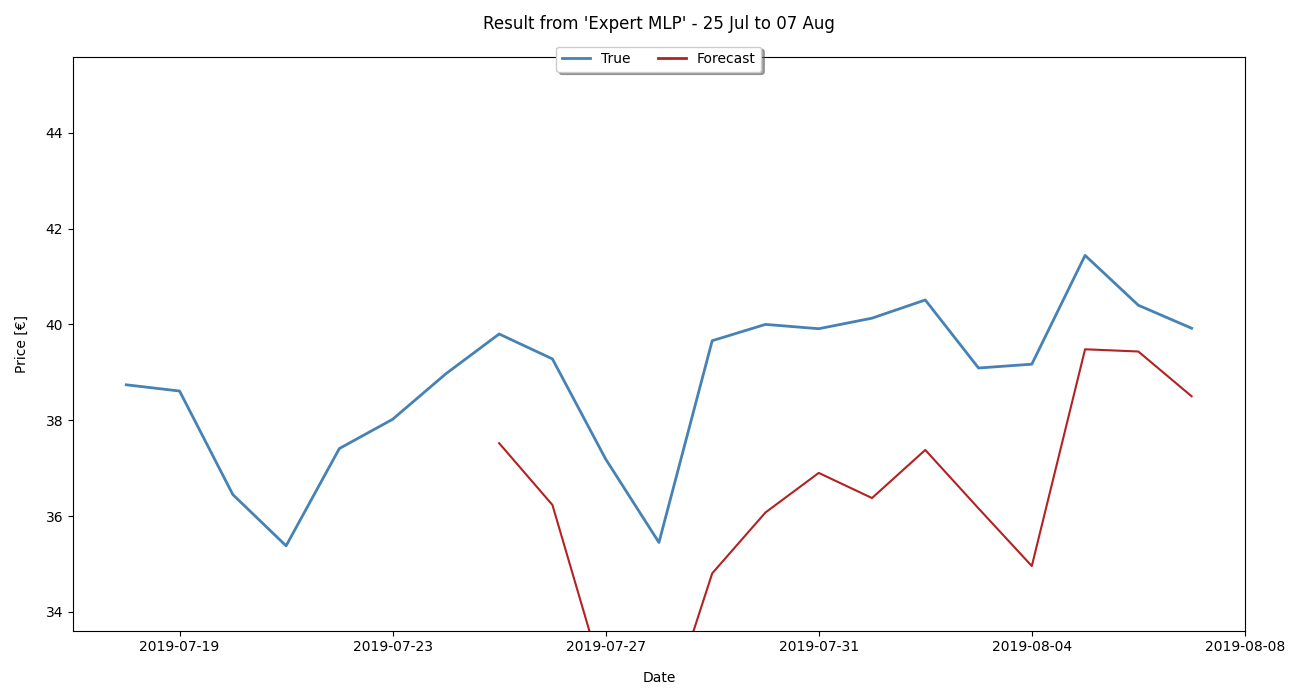 Result from 'Expert MLP' - 25 Jul to 07 Aug
True Forecast
44
42
40
38
36
34
Price [€]
2019-07-19 2019-07-23 2019-07-27 2019-07-31 2019-08-04 2019-08-08
Date